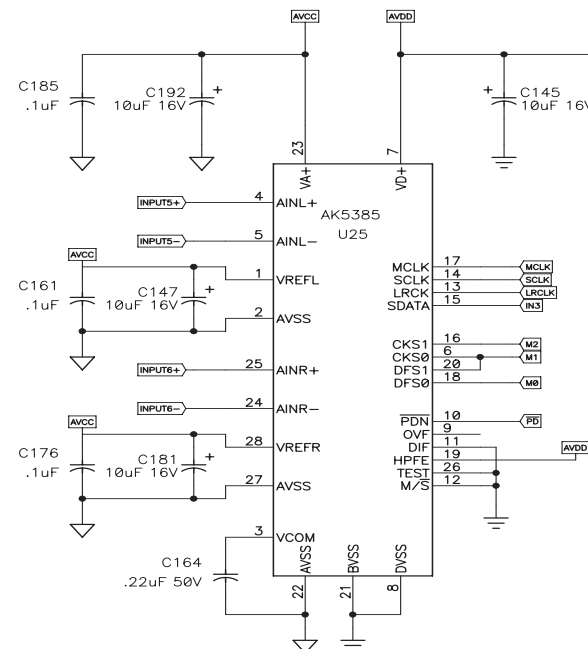 AVCC
AVDD
C185
.1uF
C192
10uF 16V
+
+
C145
10uF 16V
23
VA+
7
VD+
INPUT5+
4
AINL+
AK5385
U25
INPUT5-
5
AINL-
AVCC
1
VREFL
C161
.1uF
C147
10uF 16V
+
2
AVSS
INPUT6+
25
AINR+
INPUT6-
24
AINR-
AVCC
28
VREFR
C176
.1uF
C181
10uF 16V
+
27
AVSS
3
VCOM
C164
.22uF 50V
MCLK
17
MCLK
SCLK
14
SCLK
LRCK
13
LRCLK
SDATA
15
IN3
CKS1
16
M2
CKS0
6
M1
DFS1
20
DFS0
18
M0
PDN
10
PD
OVF
9
DIF
11
HPFE
19
AVDD
TEST
26
M/S
12
AVSS
22
BVSS
21
DVSS
8